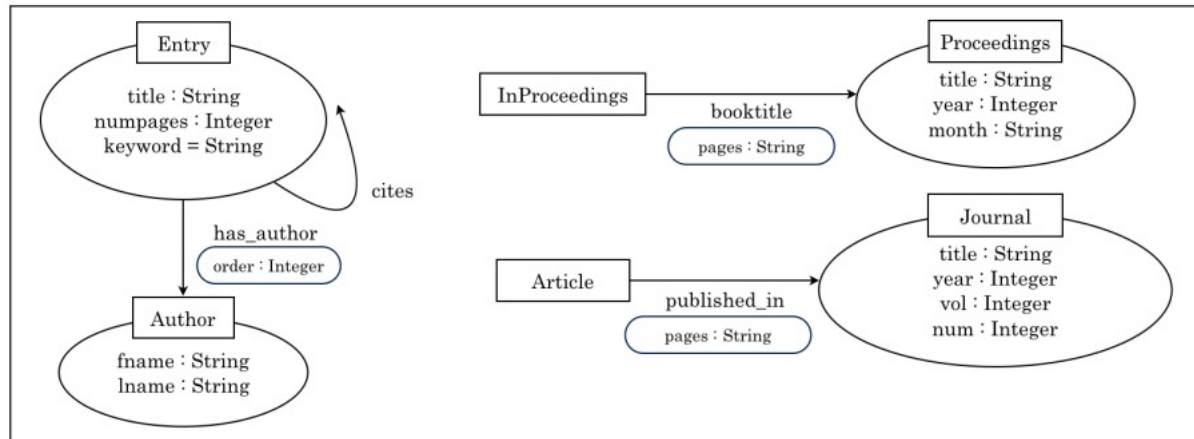 Entry
title : String
numpages : Integer
keyword = String
cites
has_author
order : Integer
Author
fname : String
lname : String
InProceedings
booktitle
pages : String
Proceedings
title : String
year : Integer
month : String
Article
published_in
pages : String
Journal
title : String
year : Integer
vol : Integer
num : Integer